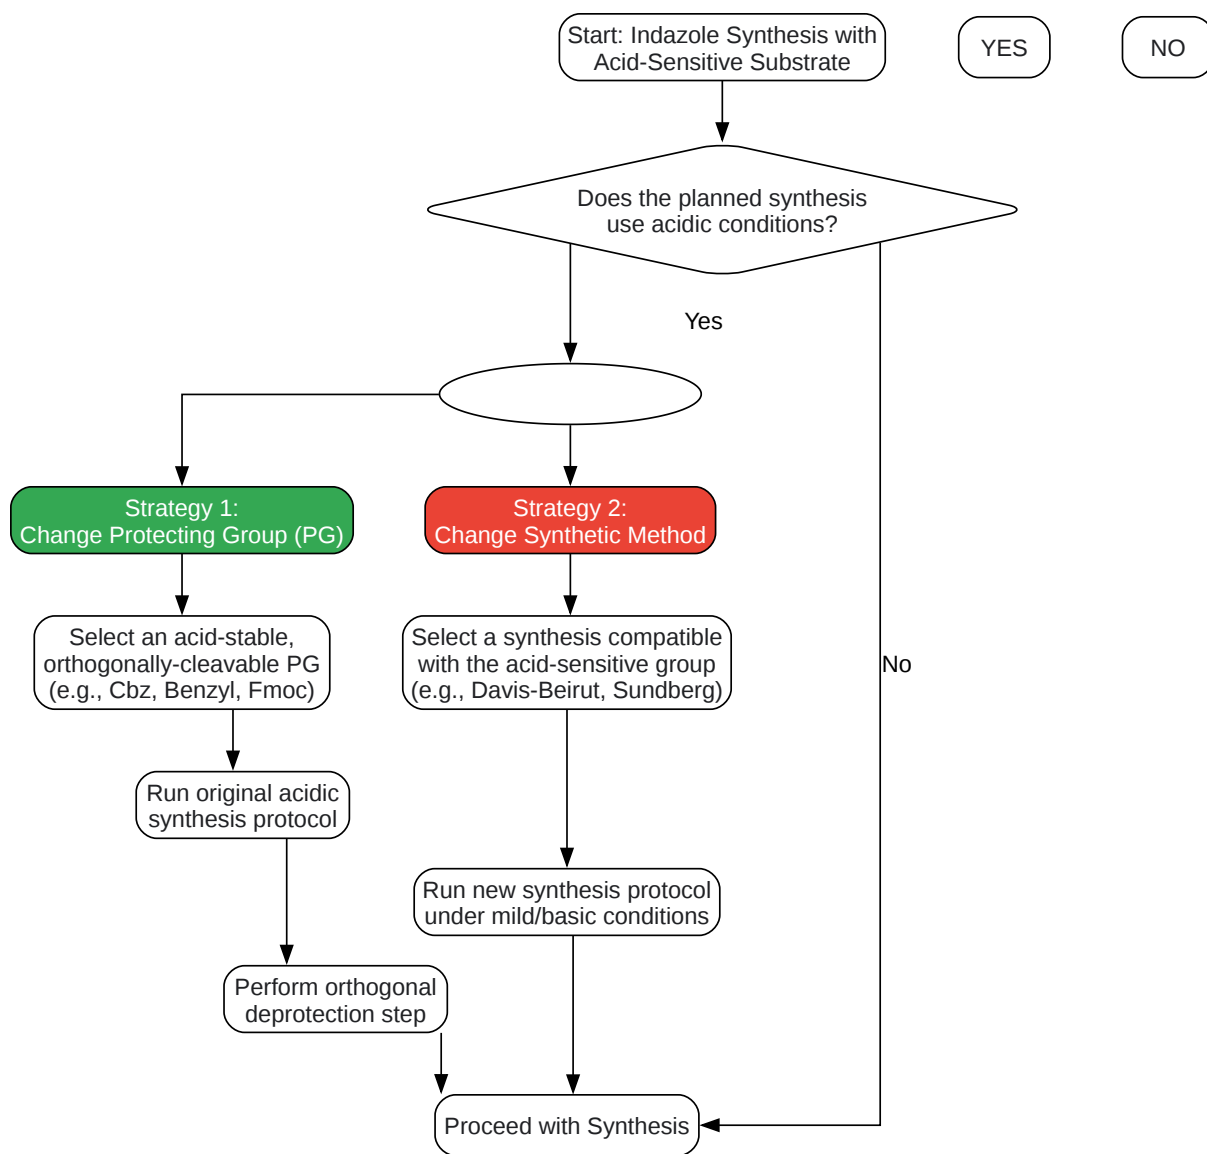 Start: Indazole Synthesis with
Acid-Sensitive Substrate
YES
NO
Does the planned synthesis
use acidic conditions?
Yes
Strategy 1:
Change Protecting Group (PG)
Strategy 2:
Change Synthetic Method
Select an acid-stable,
orthogonally-cleavable PG
(e.g., Cbz, Benzyl, Fmoc)
Select a synthesis compatible
with the acid-sensitive group
(e.g., Davis-Beirut, Sundberg)
No
Run original acidic
synthesis protocol
Run new synthesis protocol
under mild/basic conditions
Perform orthogonal
deprotection step
Proceed with Synthesis